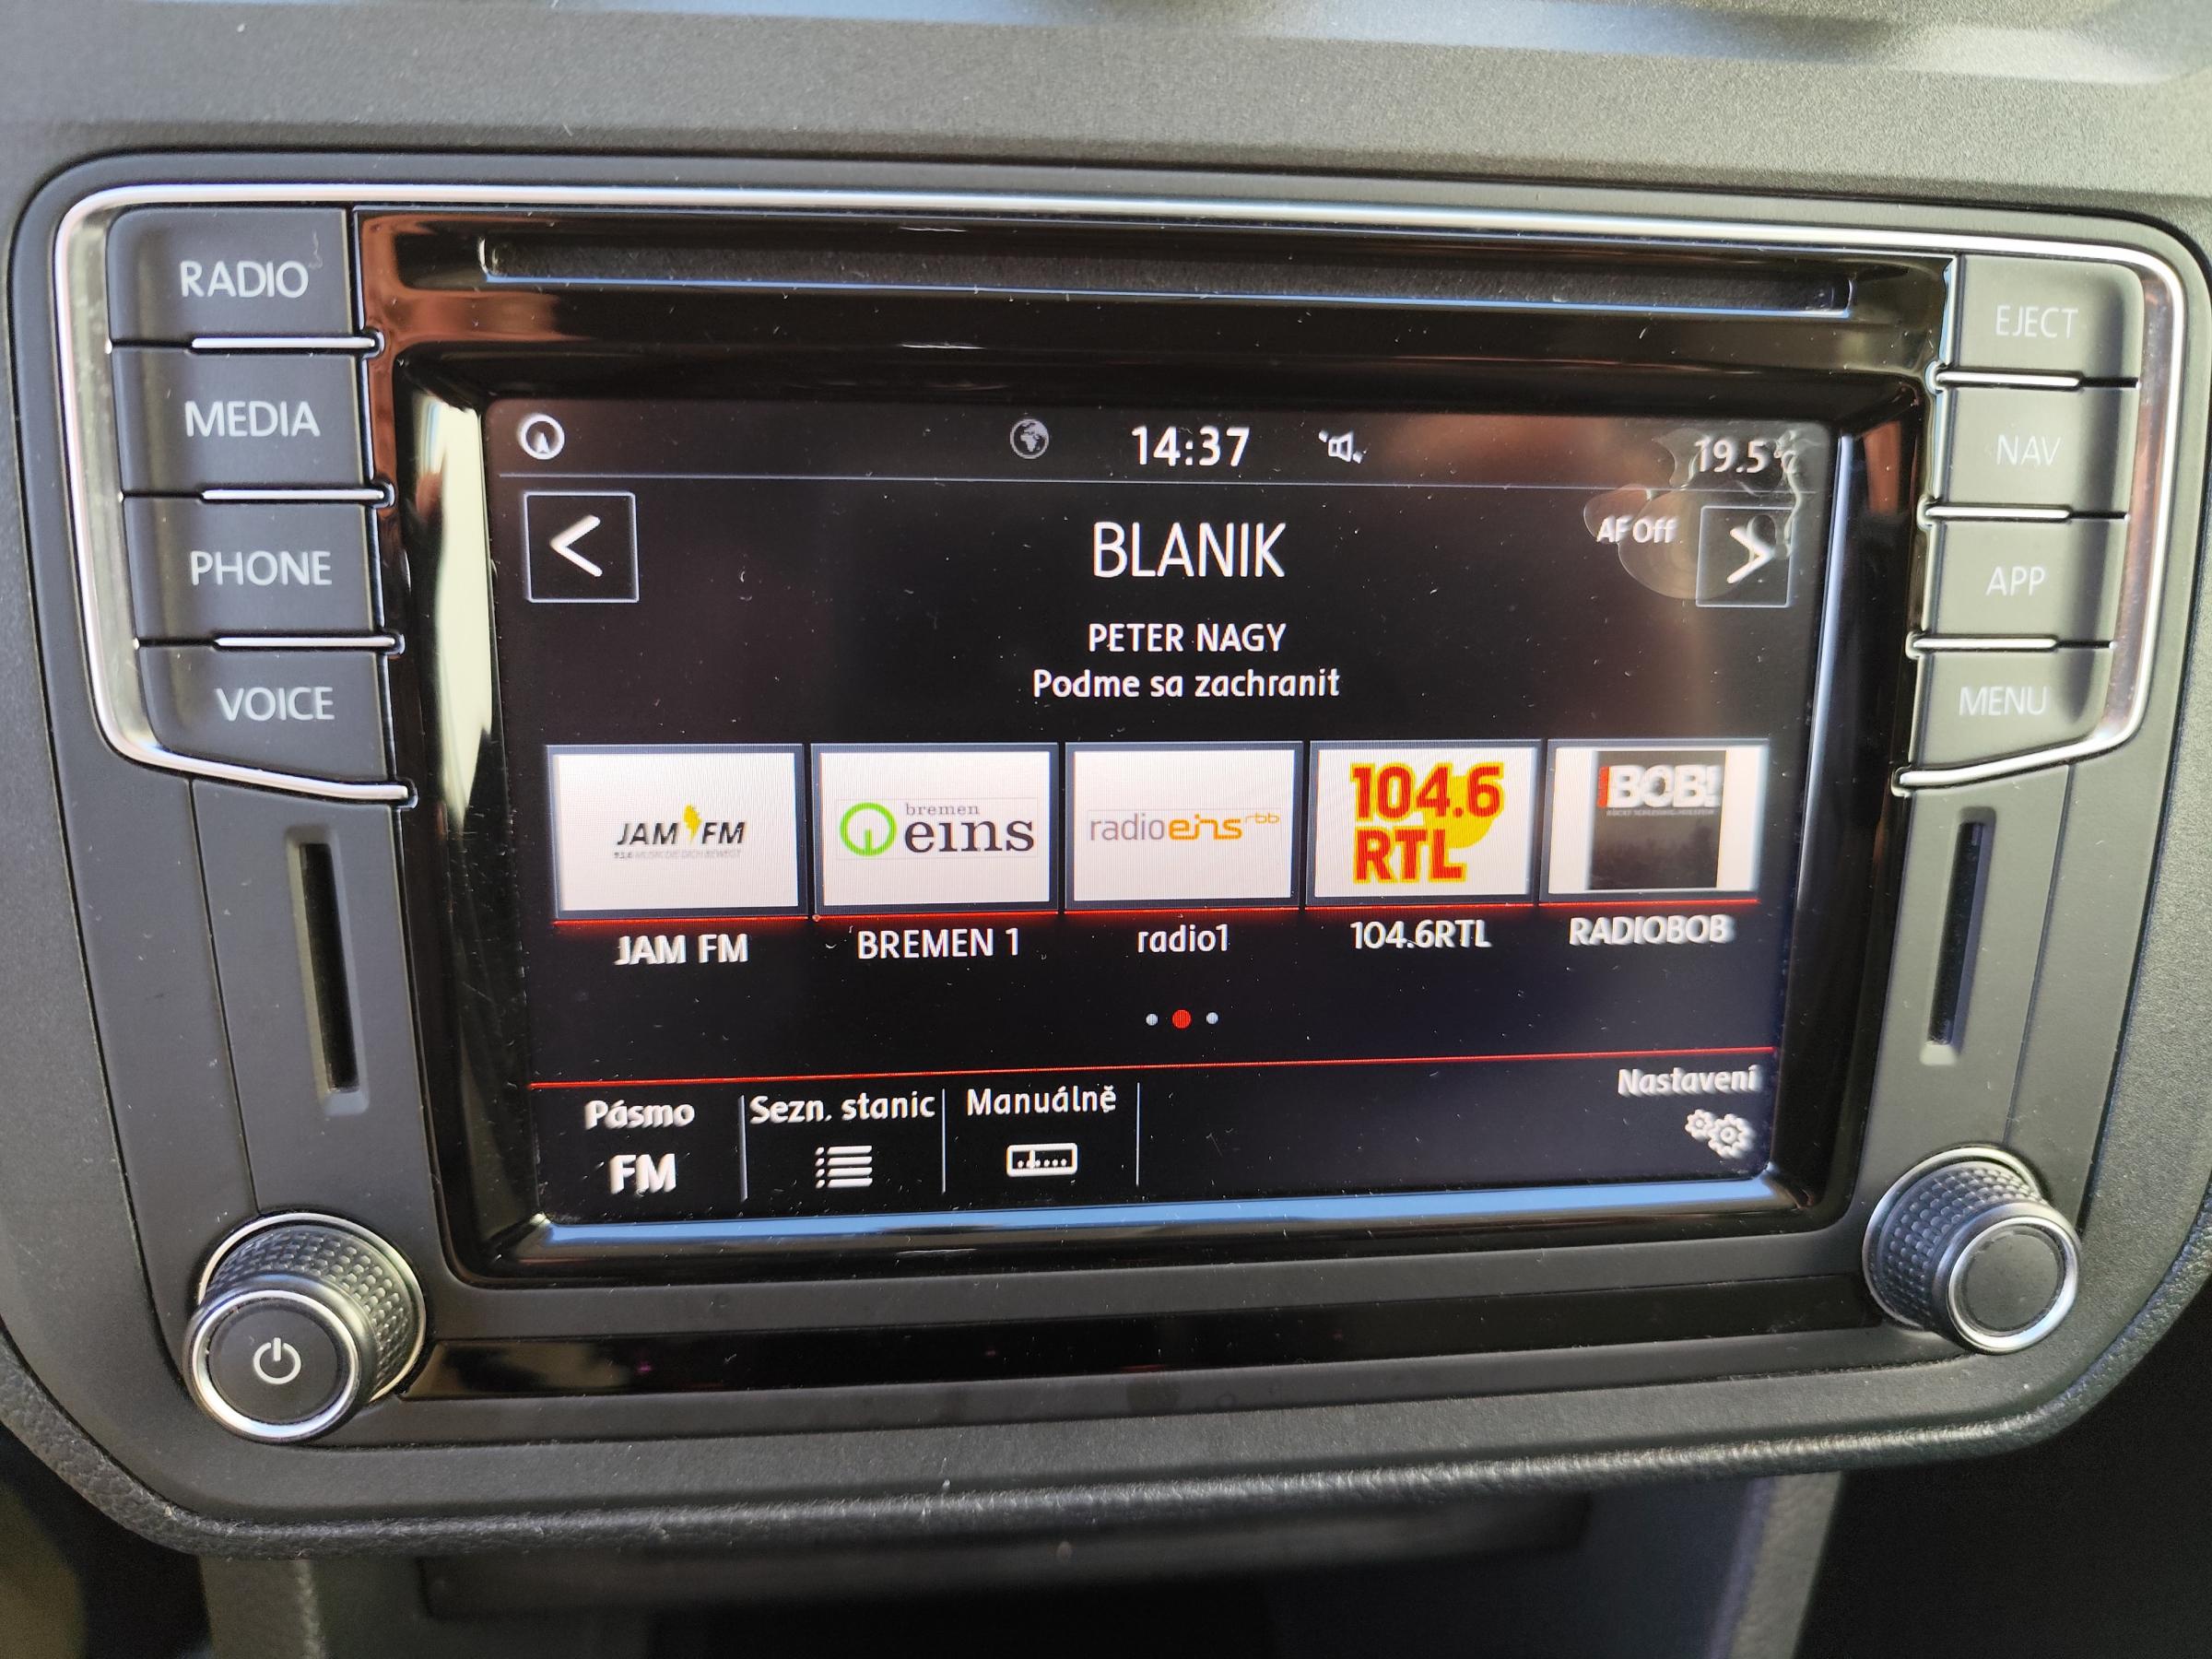 RADIO
MEDIA
PHONE
VOICE
EJECT
NAV
APP
MENU
14:37
19.5°C
BLANIK
AF Off
PETER NAGY
Podme sa zachranit
JAM FM
bremen
eins
radioeins rbb
104.6
RTL
BOB!
JAM FM
BREMEN 1
radio1
104.6RTL
RADIOBOB
Pásmo
FM
Sezn. stanic
Manuálně
Nastavení